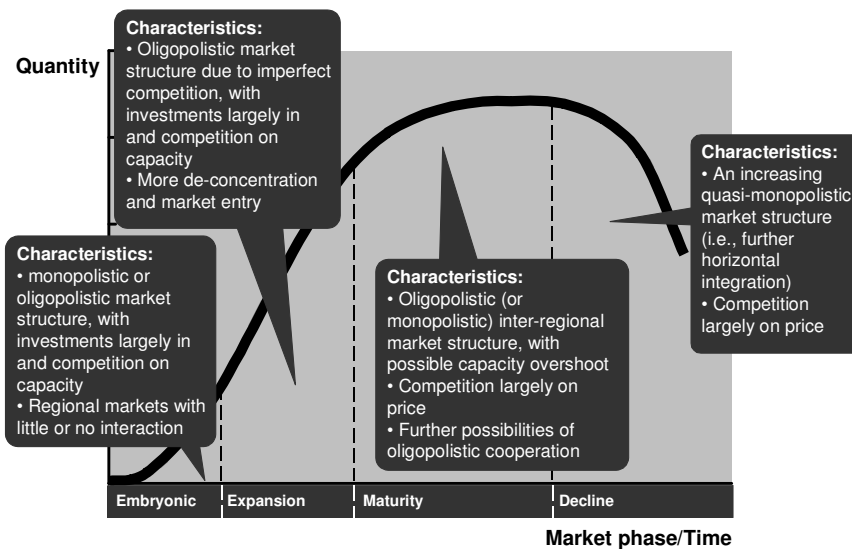 Quantity
Characteristics:
• Oligopolistic market
structure due to imperfect
competition, with
investments largely in
and competition on
capacity
• More de-concentration
and market entry
Characteristics:
• monopolistic or
oligopolistic market
structure, with
investments largely in
and competition on
capacity
• Regional markets with
little or no interaction
Characteristics:
• Oligopolistic (or
monopolistic) inter-regional
market structure, with
possible capacity overshoot
• Competition largely on
price
• Further possibilities of
oligopolistic cooperation
Characteristics:
• An increasing
quasi-monopolistic
market structure
(i.e., further
horizontal
integration)
• Competition
largely on price
Embryonic
Expansion
Maturity
Decline
Market phase/Time